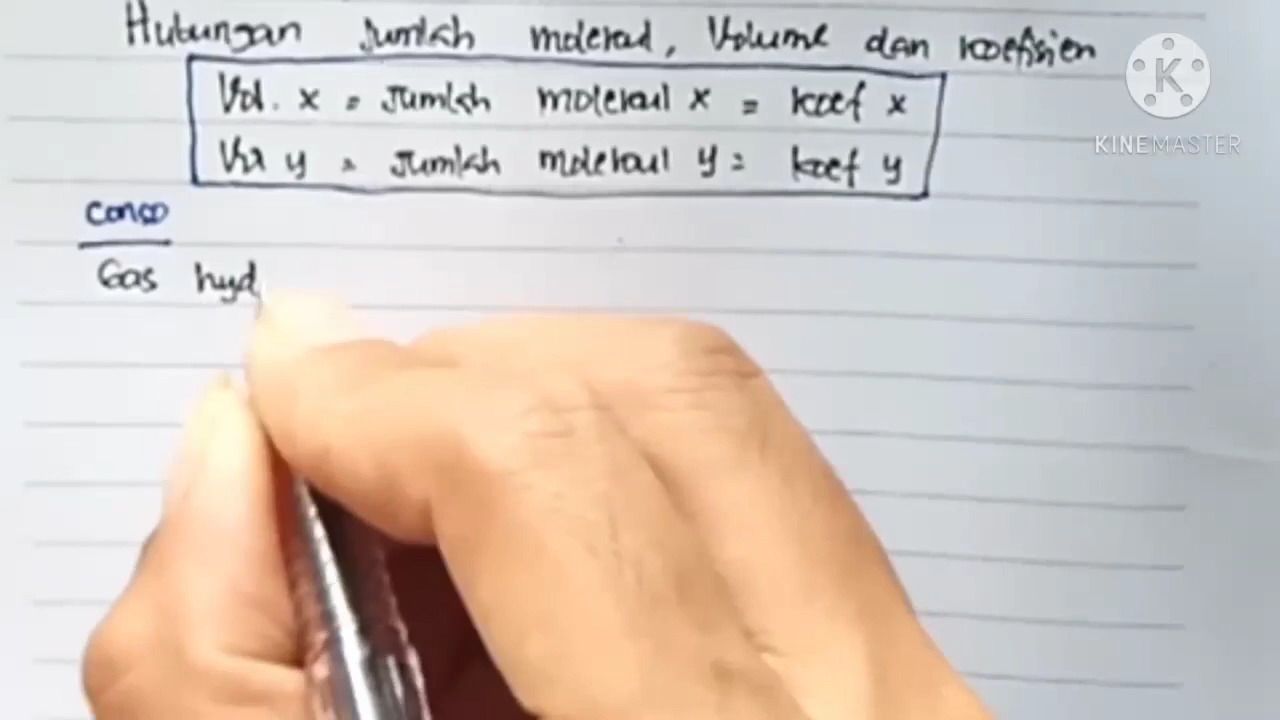 Hubungan Jumlah molekul, Volume dan koefisien
Vol. x = Jumlah molekul x = koef x
Vol y = Jumlah molekul y = koef y
Contoh
Gas hyd
K
KINEMASTER